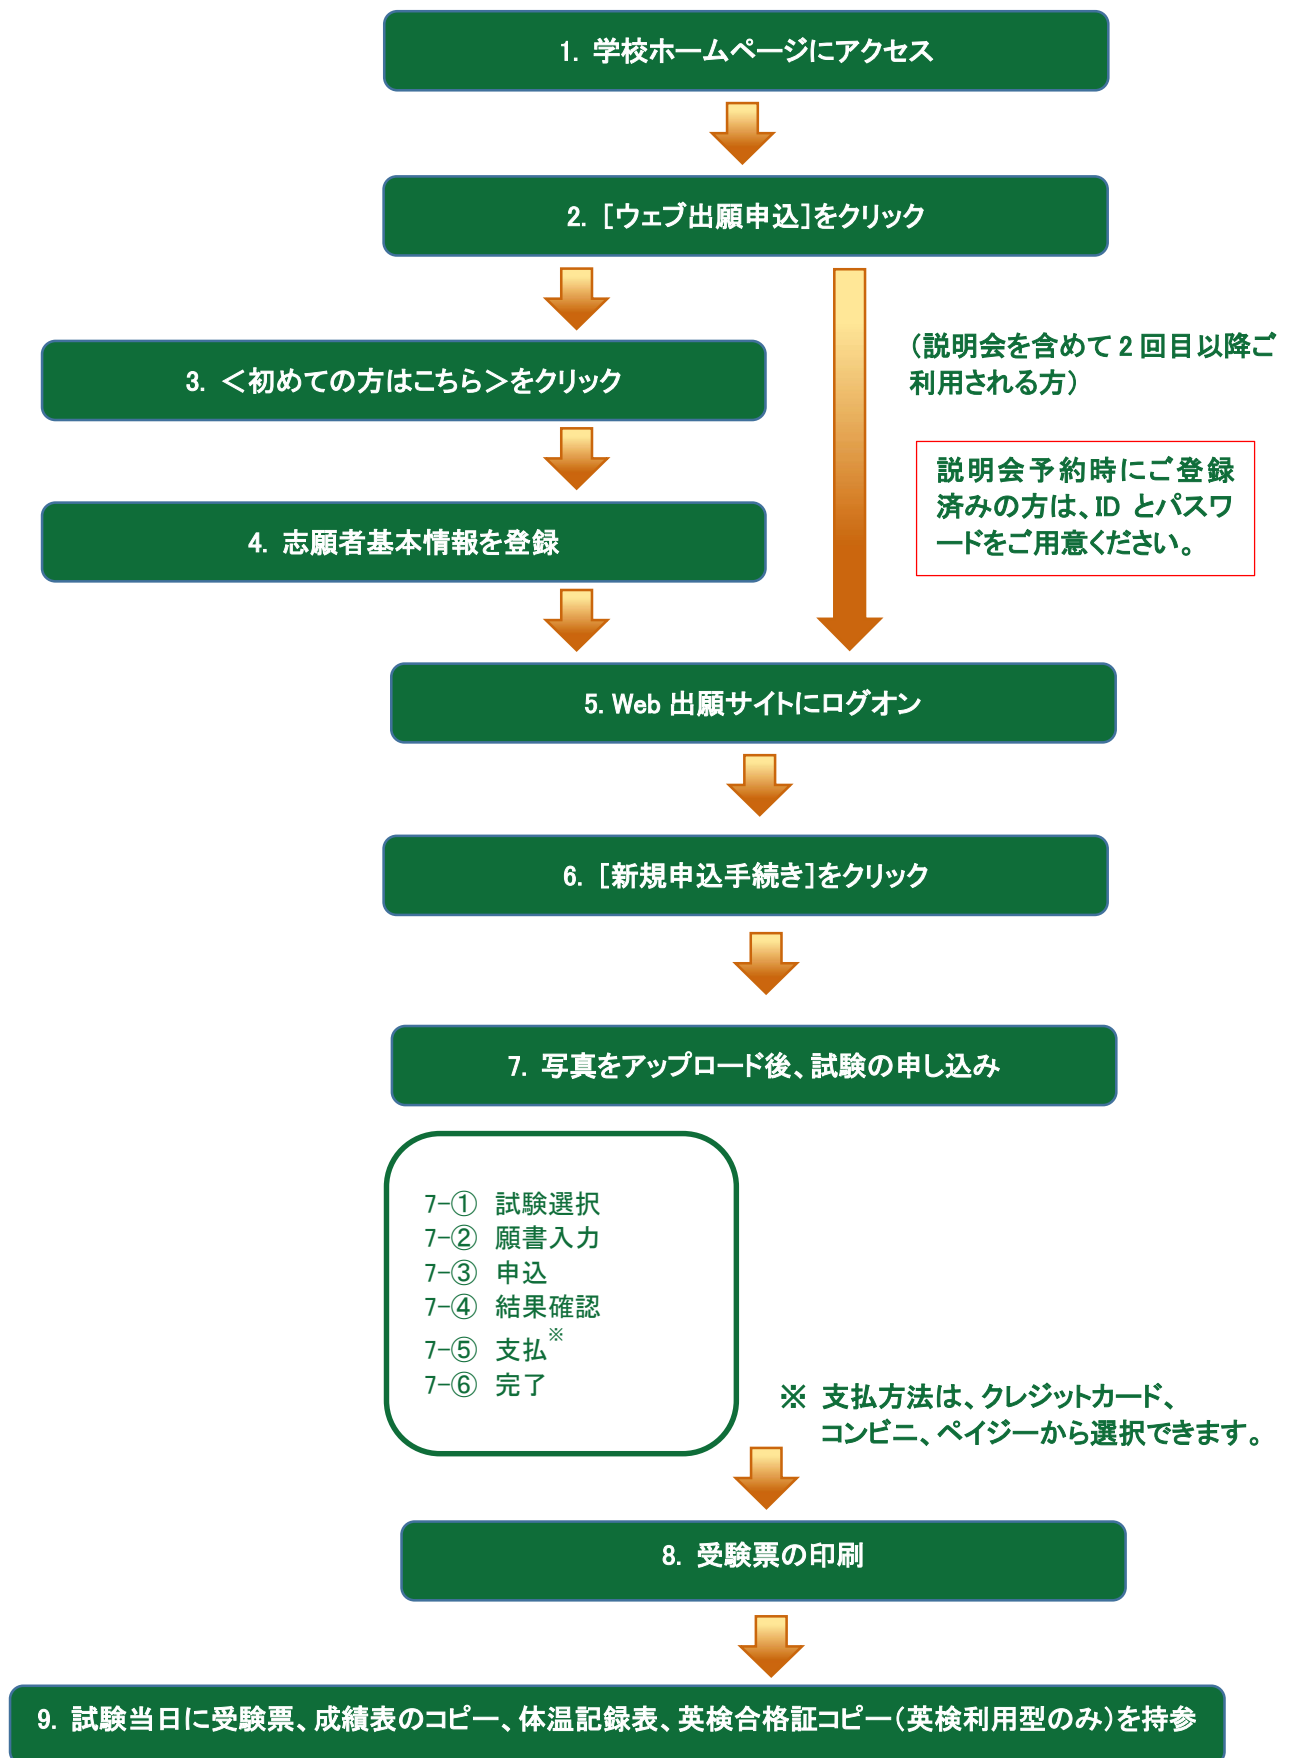 1. 学校ホームページにアクセス
2. [ウェブ出願申込]をクリック
(説明会を含めて2回目以降ご
利用される方)
3. <初めての方はこちら>をクリック
説明会予約時にご登録
済みの方は、ID とパスワ
ードをご用意ください。
4. 志願者基本情報を登録
5. Web 出願サイトにログオン
6. [新規申込手続き]をクリック
7. 写真をアップロード後、試験の申し込み
7-① 試験選択
7-② 願書入力
7-③ 申込
7-④ 結果確認
7-⑤ 支払※
7-⑥ 完了
※ 支払方法は、クレジットカード、
コンビニ、ペイジーから選択できます。
8. 受験票の印刷
9. 試験当日に受験票、成績表のコピー、体温記録表、英検合格証コピー(英検利用型のみ)を持参